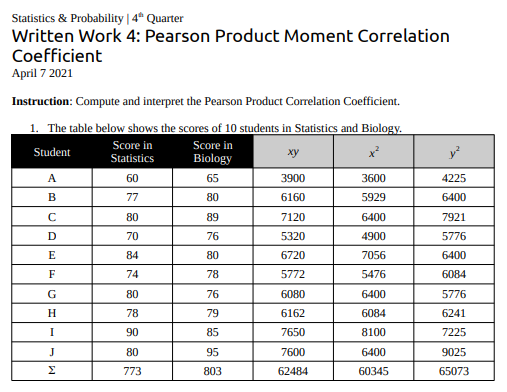 Statistics & Probability | 4th Quarter
Written Work 4: Pearson Product Moment Correlation
Coefficient
April 7 2021
Instruction: Compute and interpret the Pearson Product Correlation Coefficient.
1. The table below shows the scores of 10 students in Statistics and Biology.
Student Score in Statistics Score in Biology xy x² y²
A 60 65 3900 3600 4225
B 77 80 6160 5929 6400
C 80 89 7120 6400 7921
D 70 76 5320 4900 5776
E 84 80 6720 7056 6400
F 74 78 5772 5476 6084
G 80 76 6080 6400 5776
H 78 79 6162 6084 6241
I 90 85 7650 8100 7225
J 80 95 7600 6400 9025
Σ 773 803 62484 60345 65073